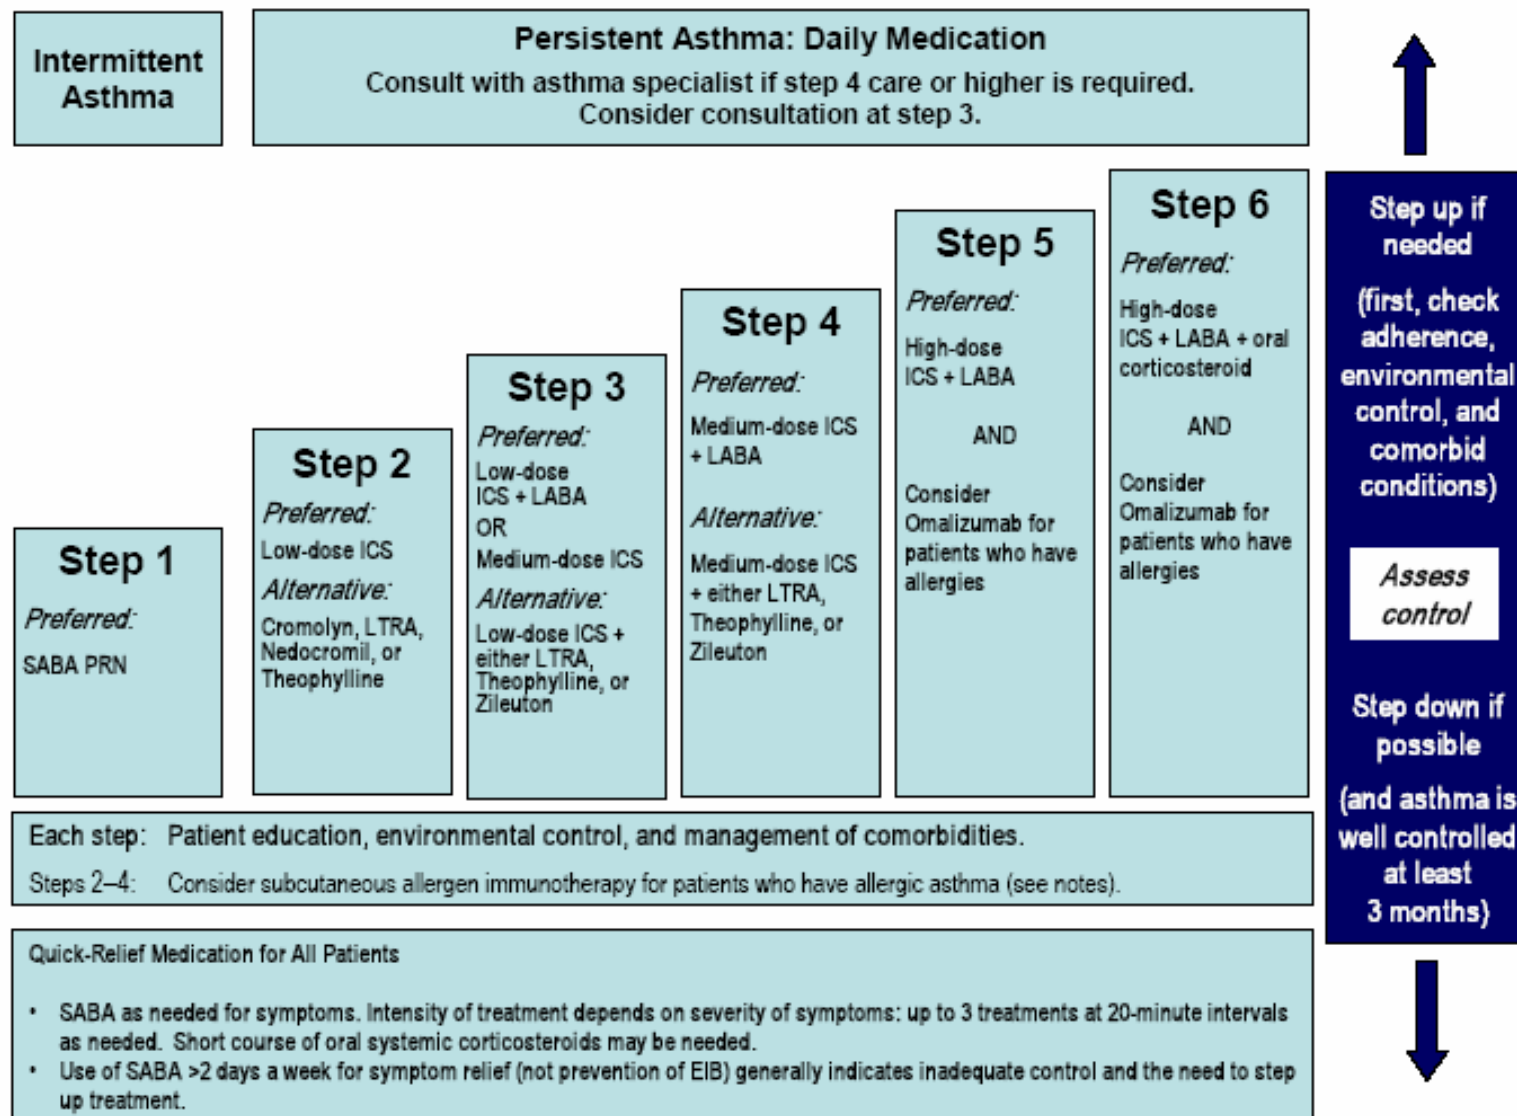 Intermittent
Asthma
Persistent Asthma: Daily Medication
Consult with asthma specialist if step 4 care or higher is required.
Consider consultation at step 3.
Step 1
Preferred:
SABA PRN
Step 2
Preferred:
Low-dose ICS
Alternative:
Cromolyn, LTRA,
Nedocromil, or
Theophylline
Step 3
Preferred:
Low-dose
ICS + LABA
OR
Medium-dose ICS
Alternative:
Low-dose ICS +
either LTRA,
Theophylline, or
Zileuton
Step 4
Preferred:
Medium-dose ICS
+ LABA
Alternative:
Medium-dose ICS
+ either LTRA,
Theophylline, or
Zileuton
Step 5
Preferred:
High-dose
ICS + LABA
AND
Consider
Omalizumab for
patients who have
allergies
Step 6
Preferred:
High-dose
ICS + LABA + oral
corticosteroid
AND
Consider
Omalizumab for
patients who have
allergies
Step up if
needed
(first, check
adherence,
environmental
control, and
comorbid
conditions)
Assess
control
Step down if
possible
(and asthma is
well controlled
at least
3 months)
Each step: Patient education, environmental control, and management of comorbidities.
Steps 2–4: Consider subcutaneous allergen immunotherapy for patients who have allergic asthma (see notes).
Quick-Relief Medication for All Patients
• SABA as needed for symptoms. Intensity of treatment depends on severity of symptoms: up to 3 treatments at 20-minute intervals
as needed. Short course of oral systemic corticosteroids may be needed.
• Use of SABA >2 days a week for symptom relief (not prevention of EIB) generally indicates inadequate control and the need to step
up treatment.